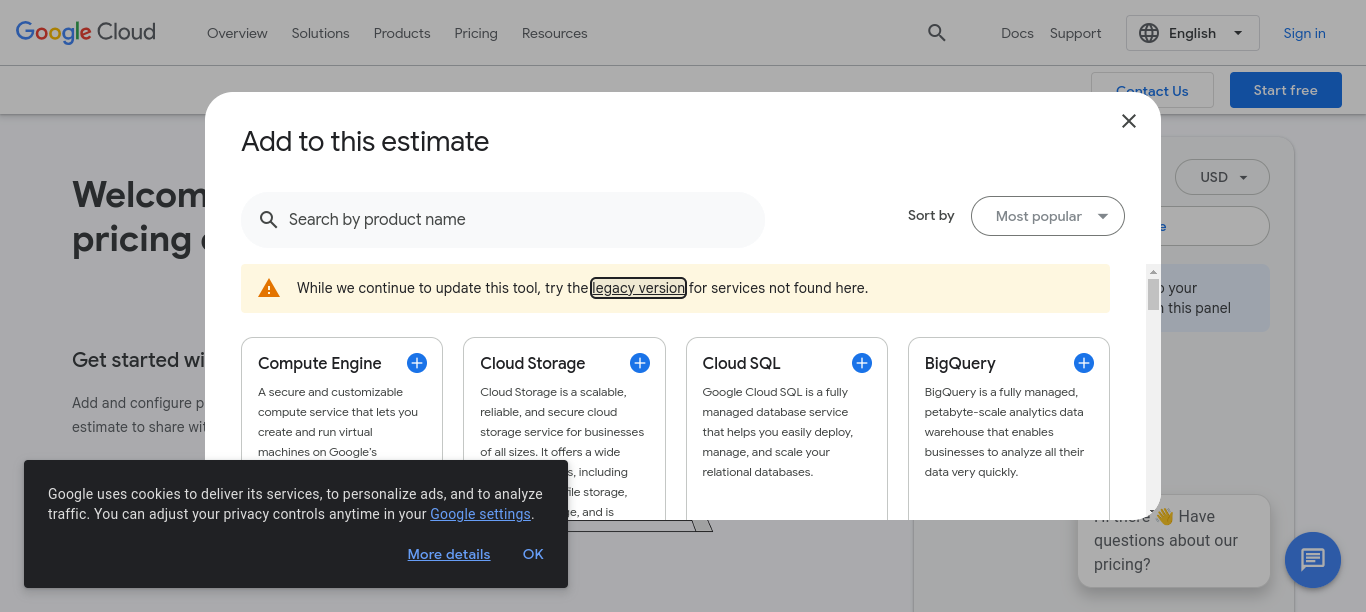 Google Cloud
Overview
Solutions
Products
Pricing
Resources
Docs
Support
English
Sign in
Contact Us
Start free
Welcom
pricing
USD
Add to this estimate
Search by product name
Sort by
Most popular
While we continue to update this tool, try the legacy version for services not found here.
your
this panel
Get started wi
Add and configure p
estimate to share wit
Compute Engine
A secure and customizable
compute service that lets you
create and run virtual
machines on Google's
Cloud Storage
Cloud Storage is a scalable,
reliable, and secure cloud
storage service for businesses
of all sizes. It offers a wide
s, including
file storage,
ge, and is
Cloud SQL
Google Cloud SQL is a fully
managed database service
that helps you easily deploy,
manage, and scale your
relational databases.
BigQuery
BigQuery is a fully managed,
petabyte-scale analytics data
warehouse that enables
businesses to analyze all their
data very quickly.
Google uses cookies to deliver its services, to personalize ads, and to analyze
traffic. You can adjust your privacy controls anytime in your Google settings.
More details
OK
Hi there 👋 Have
questions about our
pricing?